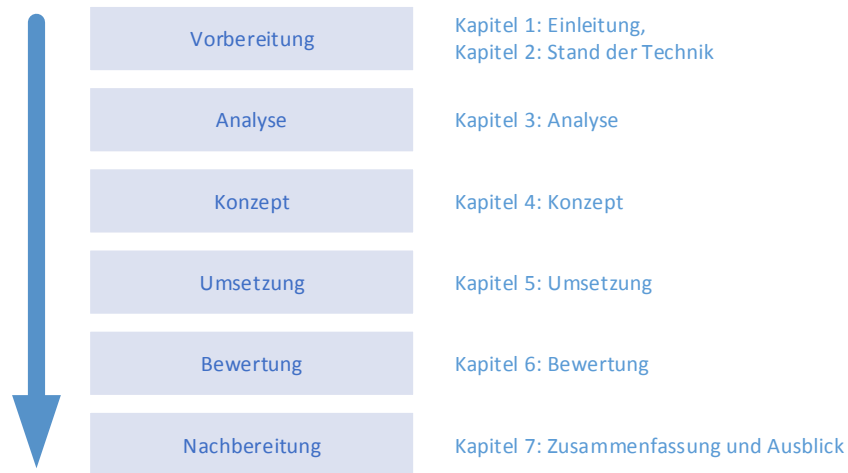 Vorbereitung
Kapitel 1: Einleitung,
Kapitel 2: Stand der Technik
Analyse
Kapitel 3: Analyse
Konzept
Kapitel 4: Konzept
Umsetzung
Kapitel 5: Umsetzung
Bewertung
Kapitel 6: Bewertung
Nachbereitung
Kapitel 7: Zusammenfassung und Ausblick